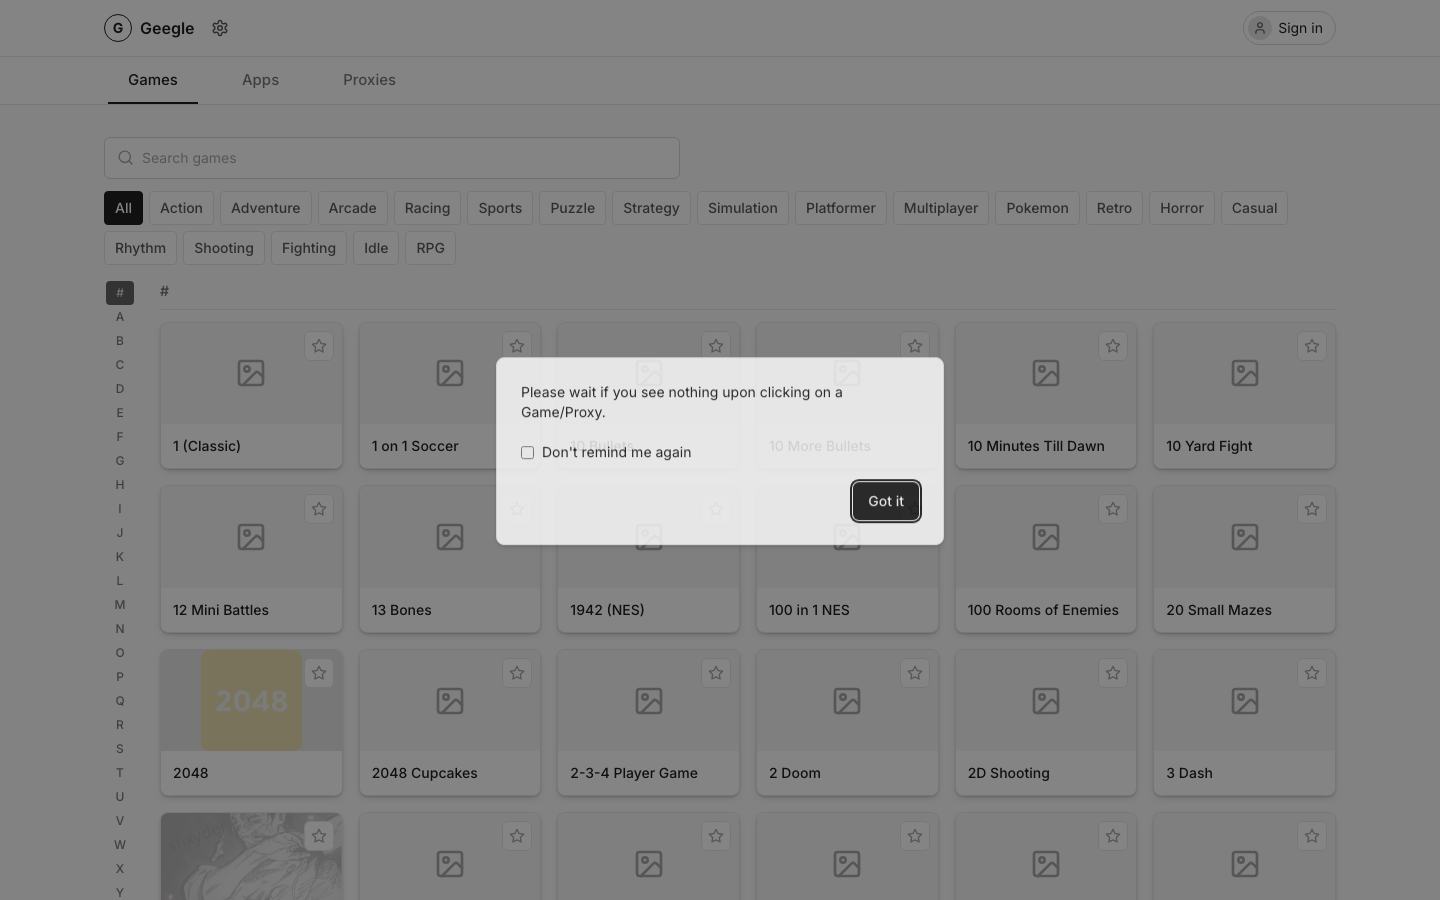 G Geegle
Sign in
Games Apps Proxies
Search games
All Action Adventure Arcade Racing Sports Puzzle Strategy Simulation Platformer Multiplayer Pokemon Retro Horror Casual
Rhythm Shooting Fighting Idle RPG
#
A
B
C
D
E
F
G
H
I
J
K
L
M
N
O
P
Q
R
S
T
U
V
W
X
Y
#
1 (Classic) 1 on 1 Soccer 10 Bullets 10 More Bullets 10 Minutes Till Dawn 10 Yard Fight
Please wait if you see nothing upon clicking on a
Game/Proxy.
Don't remind me again
Got it
12 Mini Battles 13 Bones 1942 (NES) 100 in 1 NES 100 Rooms of Enemies 20 Small Mazes
2048
2048 2048 Cupcakes 2-3-4 Player Game 2 Doom 2D Shooting 3 Dash